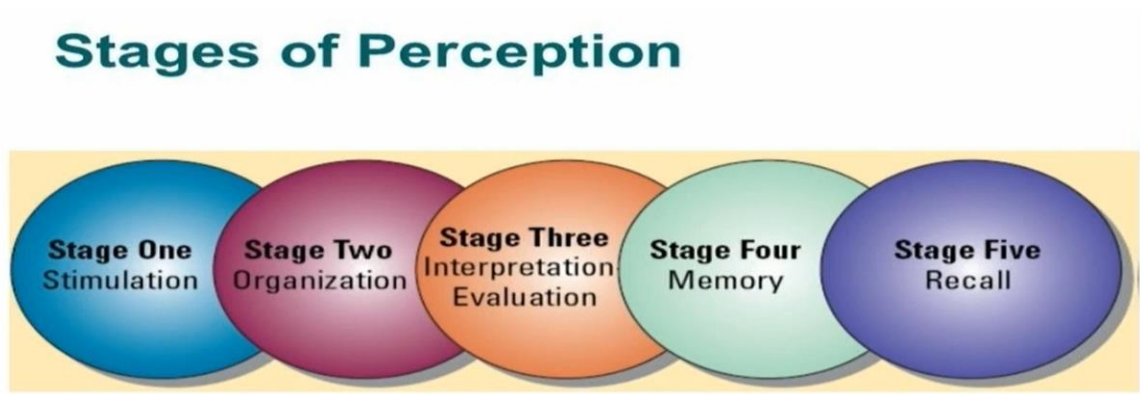 Stages of Perception
Stage One
Stimulation
Stage Two
Organization
Stage Three
Interpretation-
Evaluation
Stage Four
Memory
Stage Five
Recall